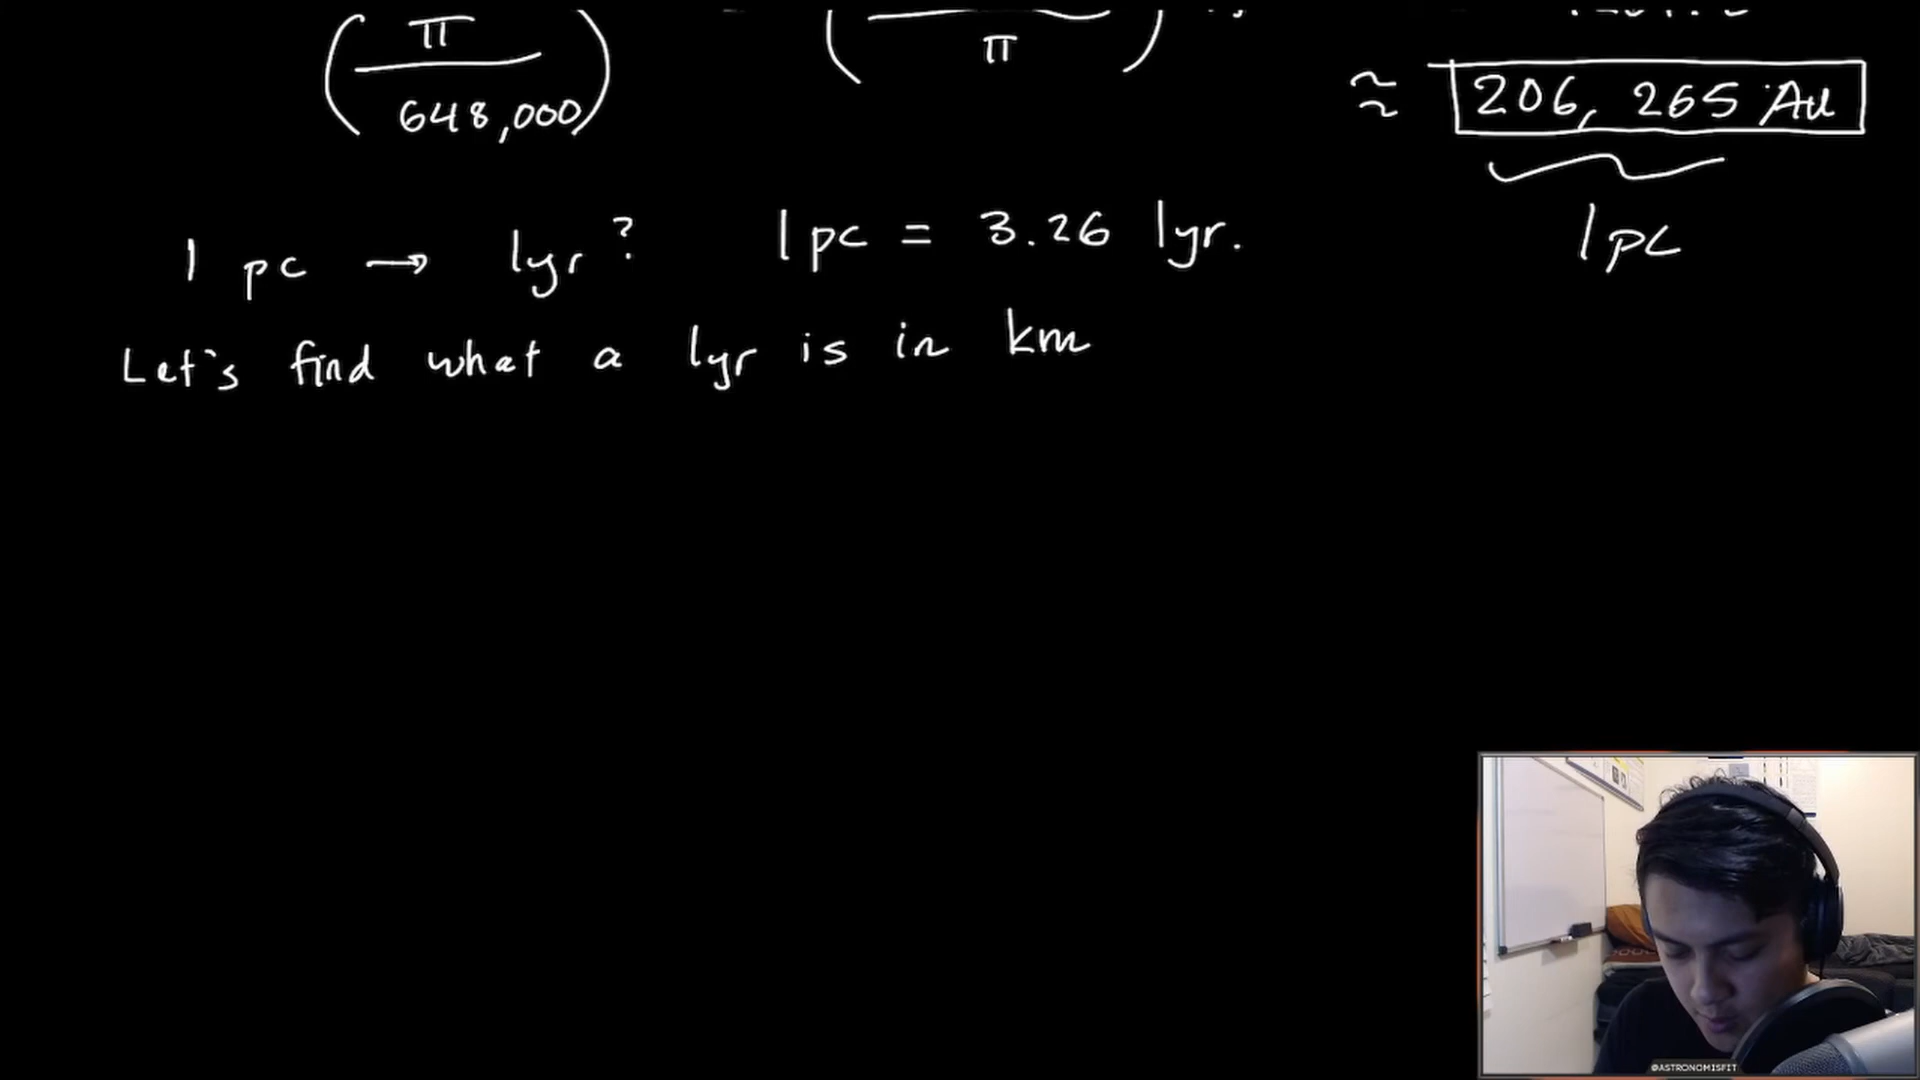 ( π / 648,000 )
π
≈ 206,265 AU
1 pc
1 pc → lyr? 1 pc = 3.26 lyr.
Let's find what a lyr is in km
@ASTRONOMISFIT